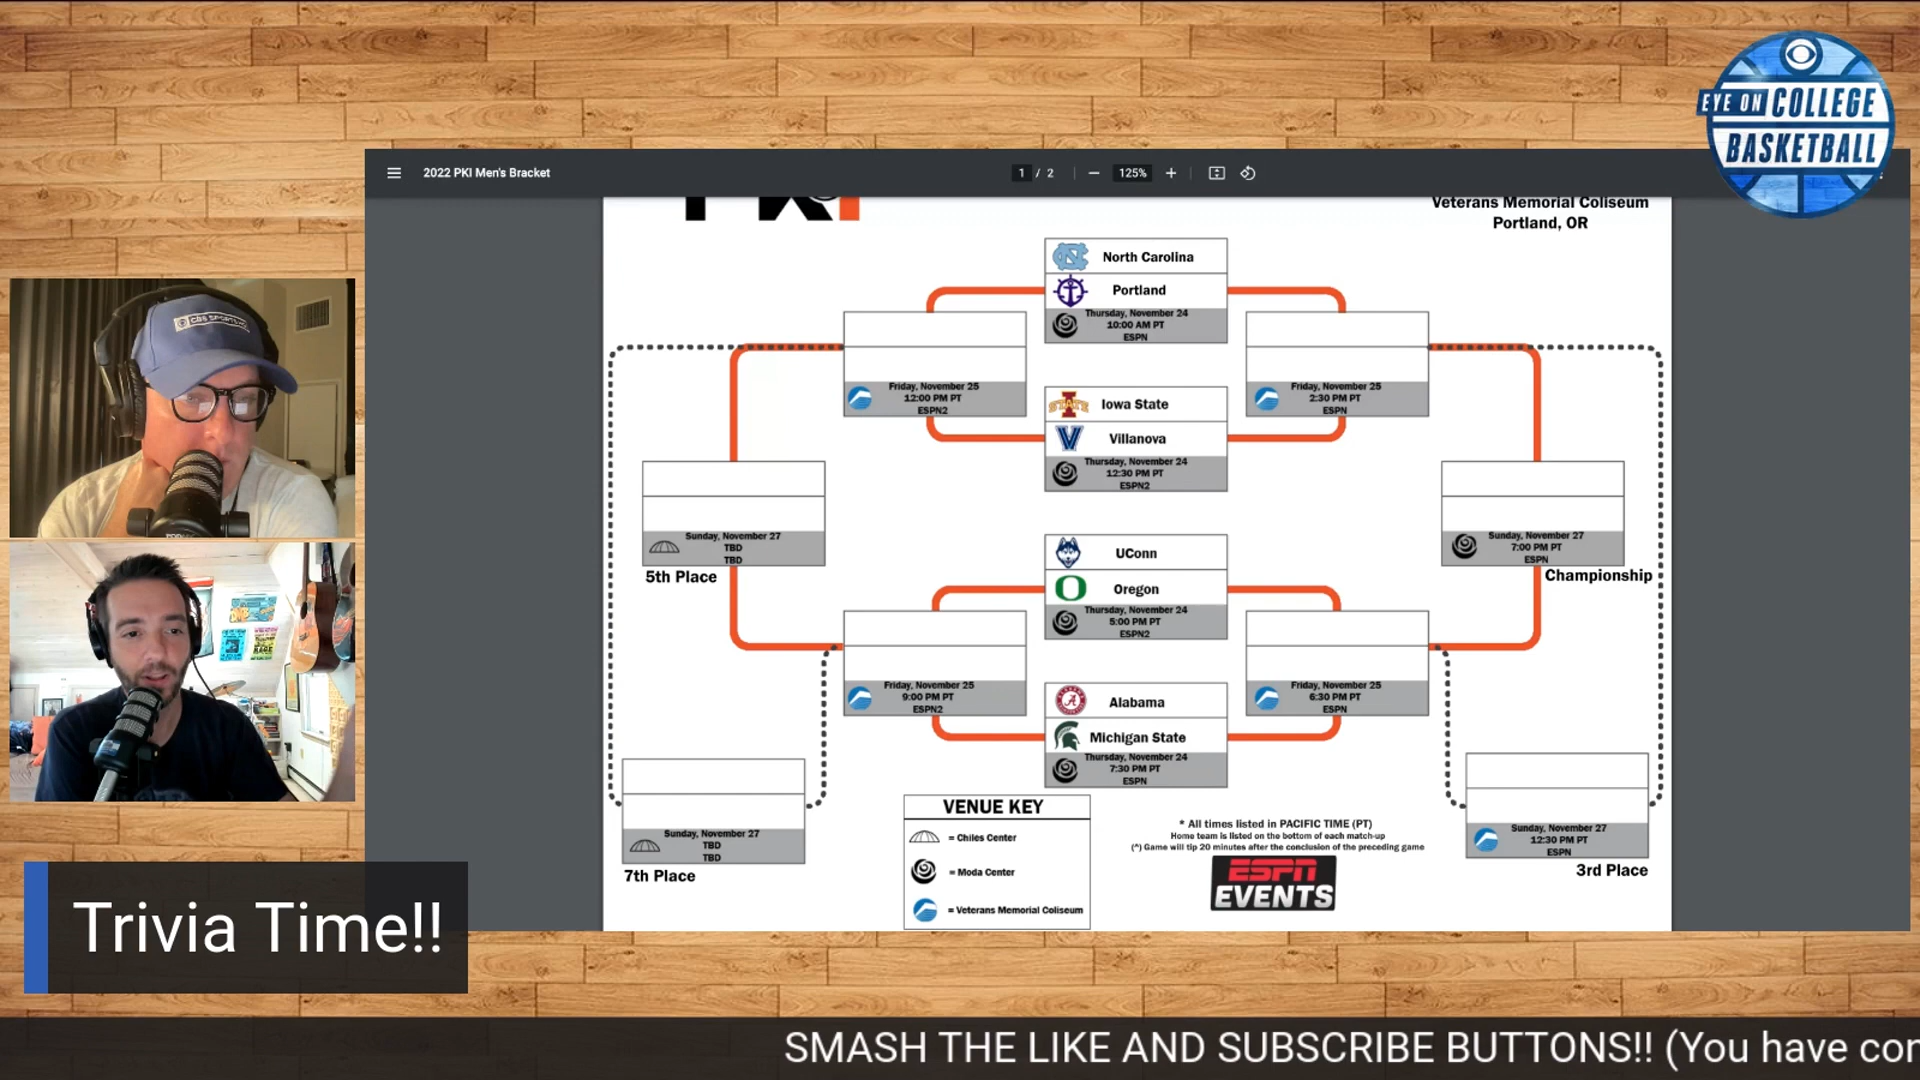 EYE ON COLLEGE
BASKETBALL
2022 PKI Men's Bracket
1 / 2
125%
Veterans Memorial Coliseum
Portland, OR
North Carolina
Portland
Thursday, November 24
10:00 AM PT
ESPN
Friday, November 25
12:00 PM PT
ESPN2
Friday, November 25
2:30 PM PT
ESPN
Iowa State
Villanova
Thursday, November 24
12:30 PM PT
ESPN2
Sunday, November 27
TBD
TBD
5th Place
Sunday, November 27
7:00 PM PT
ESPN
Championship
UConn
Oregon
Thursday, November 24
5:00 PM PT
ESPN2
Friday, November 25
9:00 PM PT
ESPN2
Friday, November 25
6:30 PM PT
ESPN
Alabama
Michigan State
Thursday, November 24
7:30 PM PT
ESPN
Sunday, November 27
TBD
TBD
7th Place
Sunday, November 27
12:30 PM PT
ESPN
3rd Place
VENUE KEY
= Chiles Center
= Moda Center
= Veterans Memorial Coliseum
* All times listed in PACIFIC TIME (PT)
Home team is listed on the bottom of each match-up
(^) Game will tip 20 minutes after the conclusion of the preceding game
ESPN
EVENTS
CBS SPORTS
Trivia Time!!
SMASH THE LIKE AND SUBSCRIBE BUTTONS!! (You have con